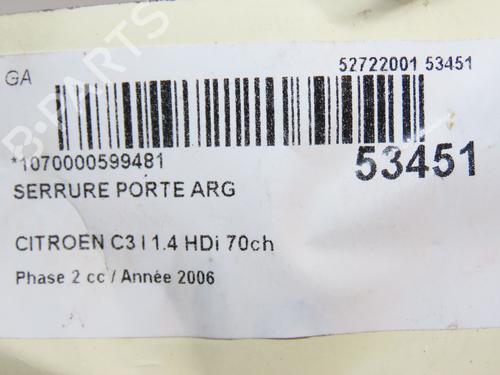 GA
52722001 53451
*1070000599481
53451
SERRURE PORTE ARG
CITROEN C3 I 1.4 HDi 70ch
Phase 2 cc / Année 2006
B-PARTS